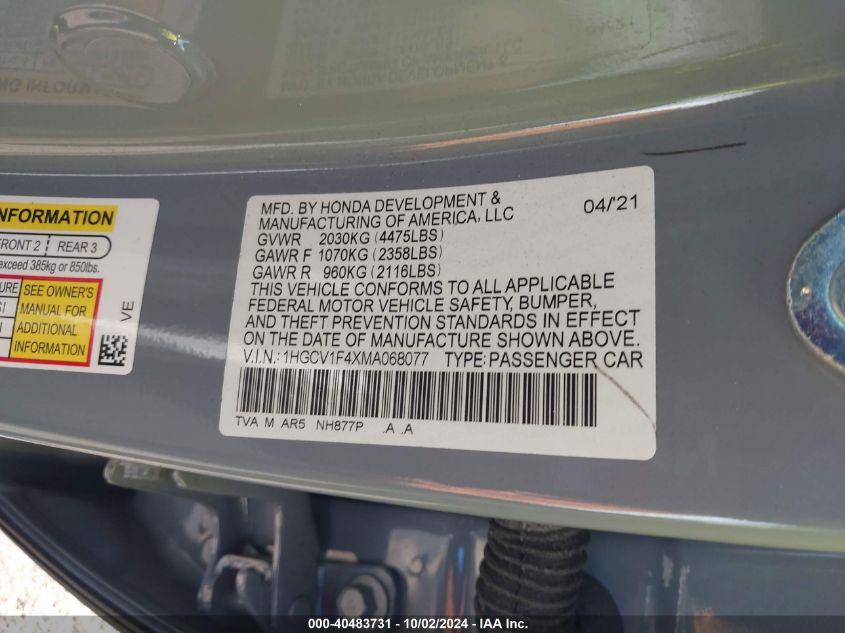 NFORMATION
FRONT 2 REAR 3
exceed 385kg or 850lbs.
SEE OWNER'S
MANUAL FOR
ADDITIONAL
INFORMATION
VE
MFD. BY HONDA DEVELOPMENT & 04/'21
MANUFACTURING OF AMERICA, LLC
GVWR 2030KG (4475LBS)
GAWR F 1070KG (2358LBS)
GAWR R 960KG (2116LBS)
THIS VEHICLE CONFORMS TO ALL APPLICABLE
FEDERAL MOTOR VEHICLE SAFETY, BUMPER,
AND THEFT PREVENTION STANDARDS IN EFFECT
ON THE DATE OF MANUFACTURE SHOWN ABOVE.
V.I.N.: 1HGCV1F4XMA068077 TYPE: PASSENGER CAR
TVA M AR5 NH877P .A .A
000-40483731 - 10/02/2024 - IAA Inc.